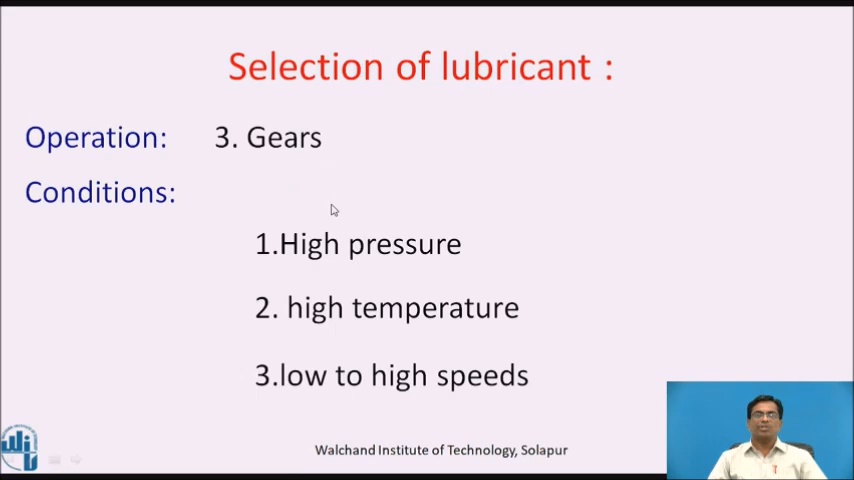 Selection of lubricant :
Operation: 3. Gears
Conditions:
1.High pressure
2. high temperature
3.low to high speeds
Walchand Institute of Technology, Solapur